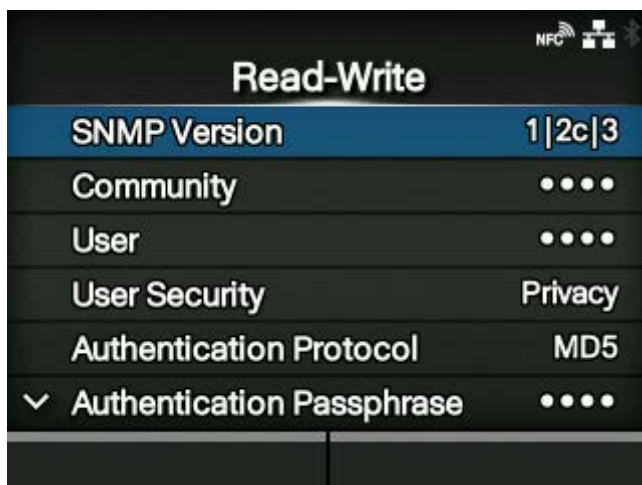 NFC
Read-Write
SNMP Version 1|2c|3
Community ••••
User ••••
User Security Privacy
Authentication Protocol MD5
Authentication Passphrase ••••